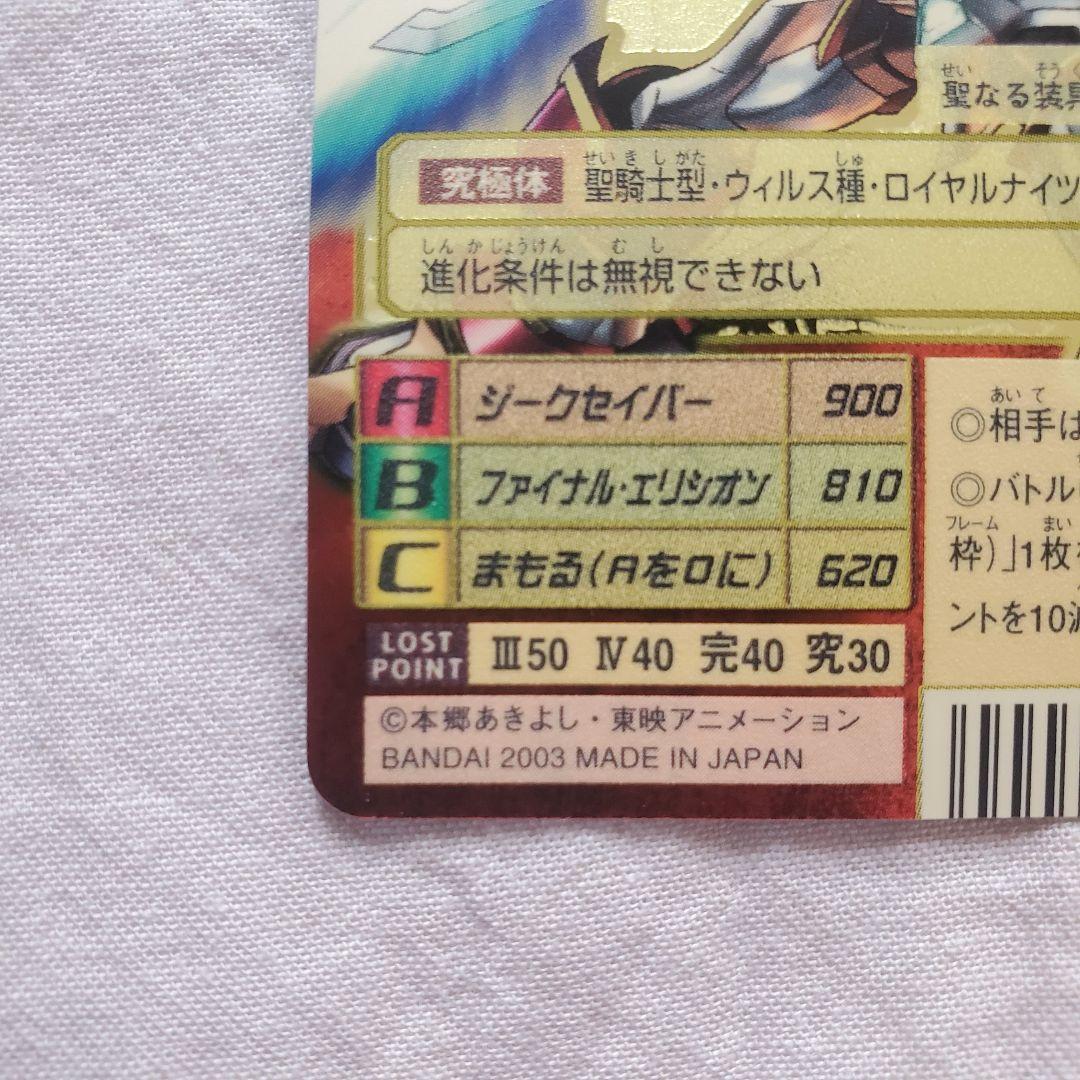 せい そうぐ
聖なる装具
せいきしがた しゅ
究極体 聖騎士型・ウィルス種・ロイヤルナイツ
しんかじょうけん むし
進化条件は無視できない
A ジークセイバー 900
B ファイナル・エリシオン 810
C まもる(Aを0に) 620
LOST POINT Ⅲ50 Ⅳ40 完40 究30
©本郷あきよし・東映アニメーション
BANDAI 2003 MADE IN JAPAN
あいて
◎相手は
◎バトル
フレーム まい
枠)」1枚
ントを10